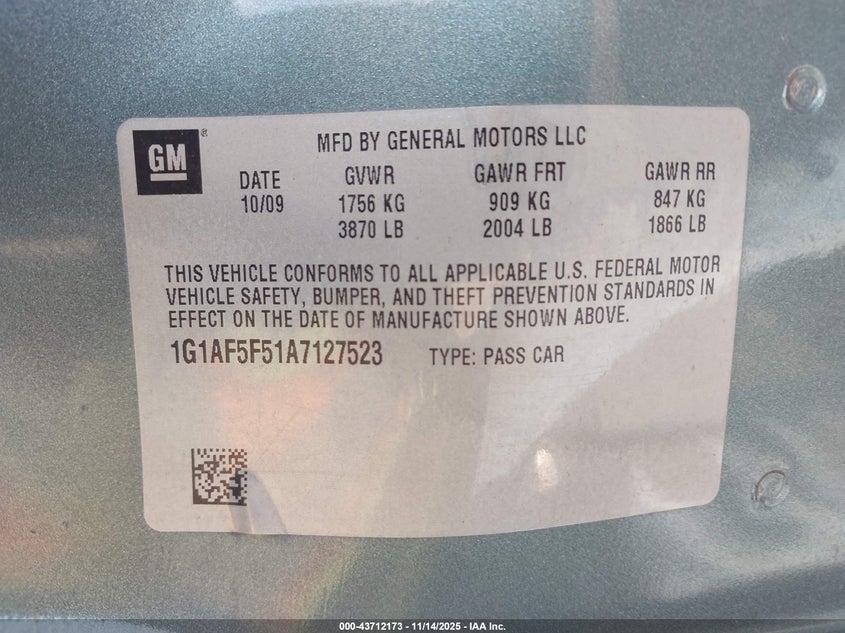 GM®
MFD BY GENERAL MOTORS LLC
DATE GVWR GAWR FRT GAWR RR
10/09 1756 KG 909 KG 847 KG
3870 LB 2004 LB 1866 LB
THIS VEHICLE CONFORMS TO ALL APPLICABLE U.S. FEDERAL MOTOR
VEHICLE SAFETY, BUMPER, AND THEFT PREVENTION STANDARDS IN
EFFECT ON THE DATE OF MANUFACTURE SHOWN ABOVE.
1G1AF5F51A7127523 TYPE: PASS CAR
000-43712173 - 11/14/2025 - IAA Inc.